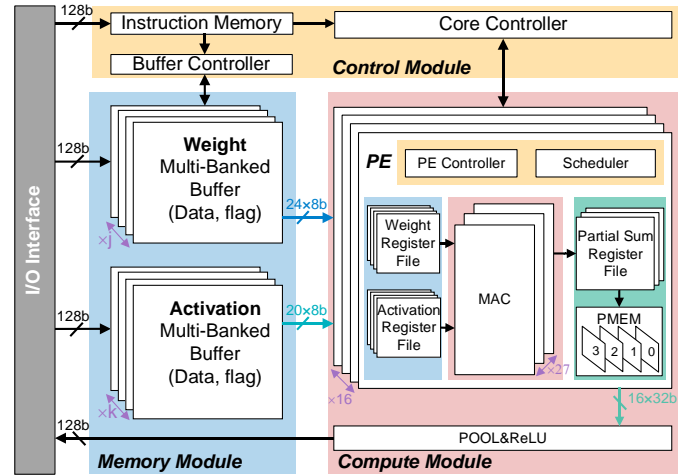 128b
Instruction Memory
Core Controller
Buffer Controller
Control Module
I/O Interface
128b
Weight
Multi-Banked
Buffer
(Data, flag)
×j
24×8b
128b
Activation
Multi-Banked
Buffer
(Data, flag)
×k
20×8b
128b
Memory Module
PE
PE Controller
Scheduler
Weight
Register
File
Activation
Register
File
MAC
×27
Partial Sum
Register
File
PMEM
3 2 1 0
×16
16×32b
POOL&ReLU
Compute Module